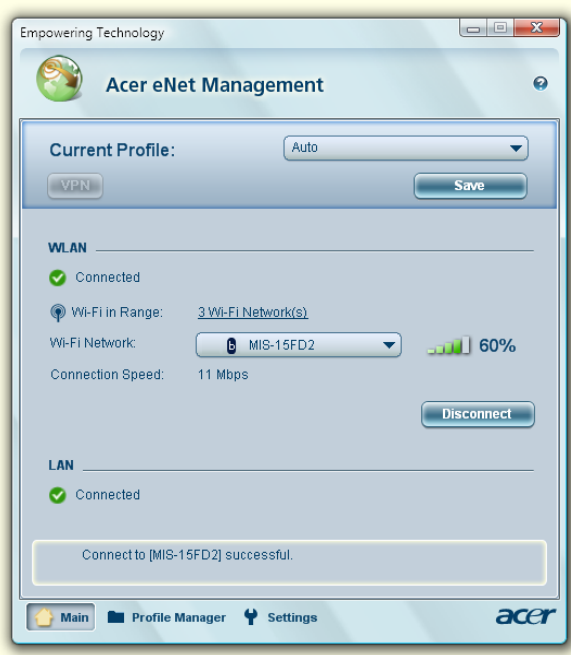 Empowering Technology
Acer eNet Management
Current Profile: Auto
VPN Save
WLAN
Connected
Wi-Fi in Range: 3 Wi-Fi Network(s)
Wi-Fi Network: b MIS-15FD2 60%
Connection Speed: 11 Mbps
Disconnect
LAN
Connected
Connect to [MIS-15FD2] successful.
Main Profile Manager Settings acer